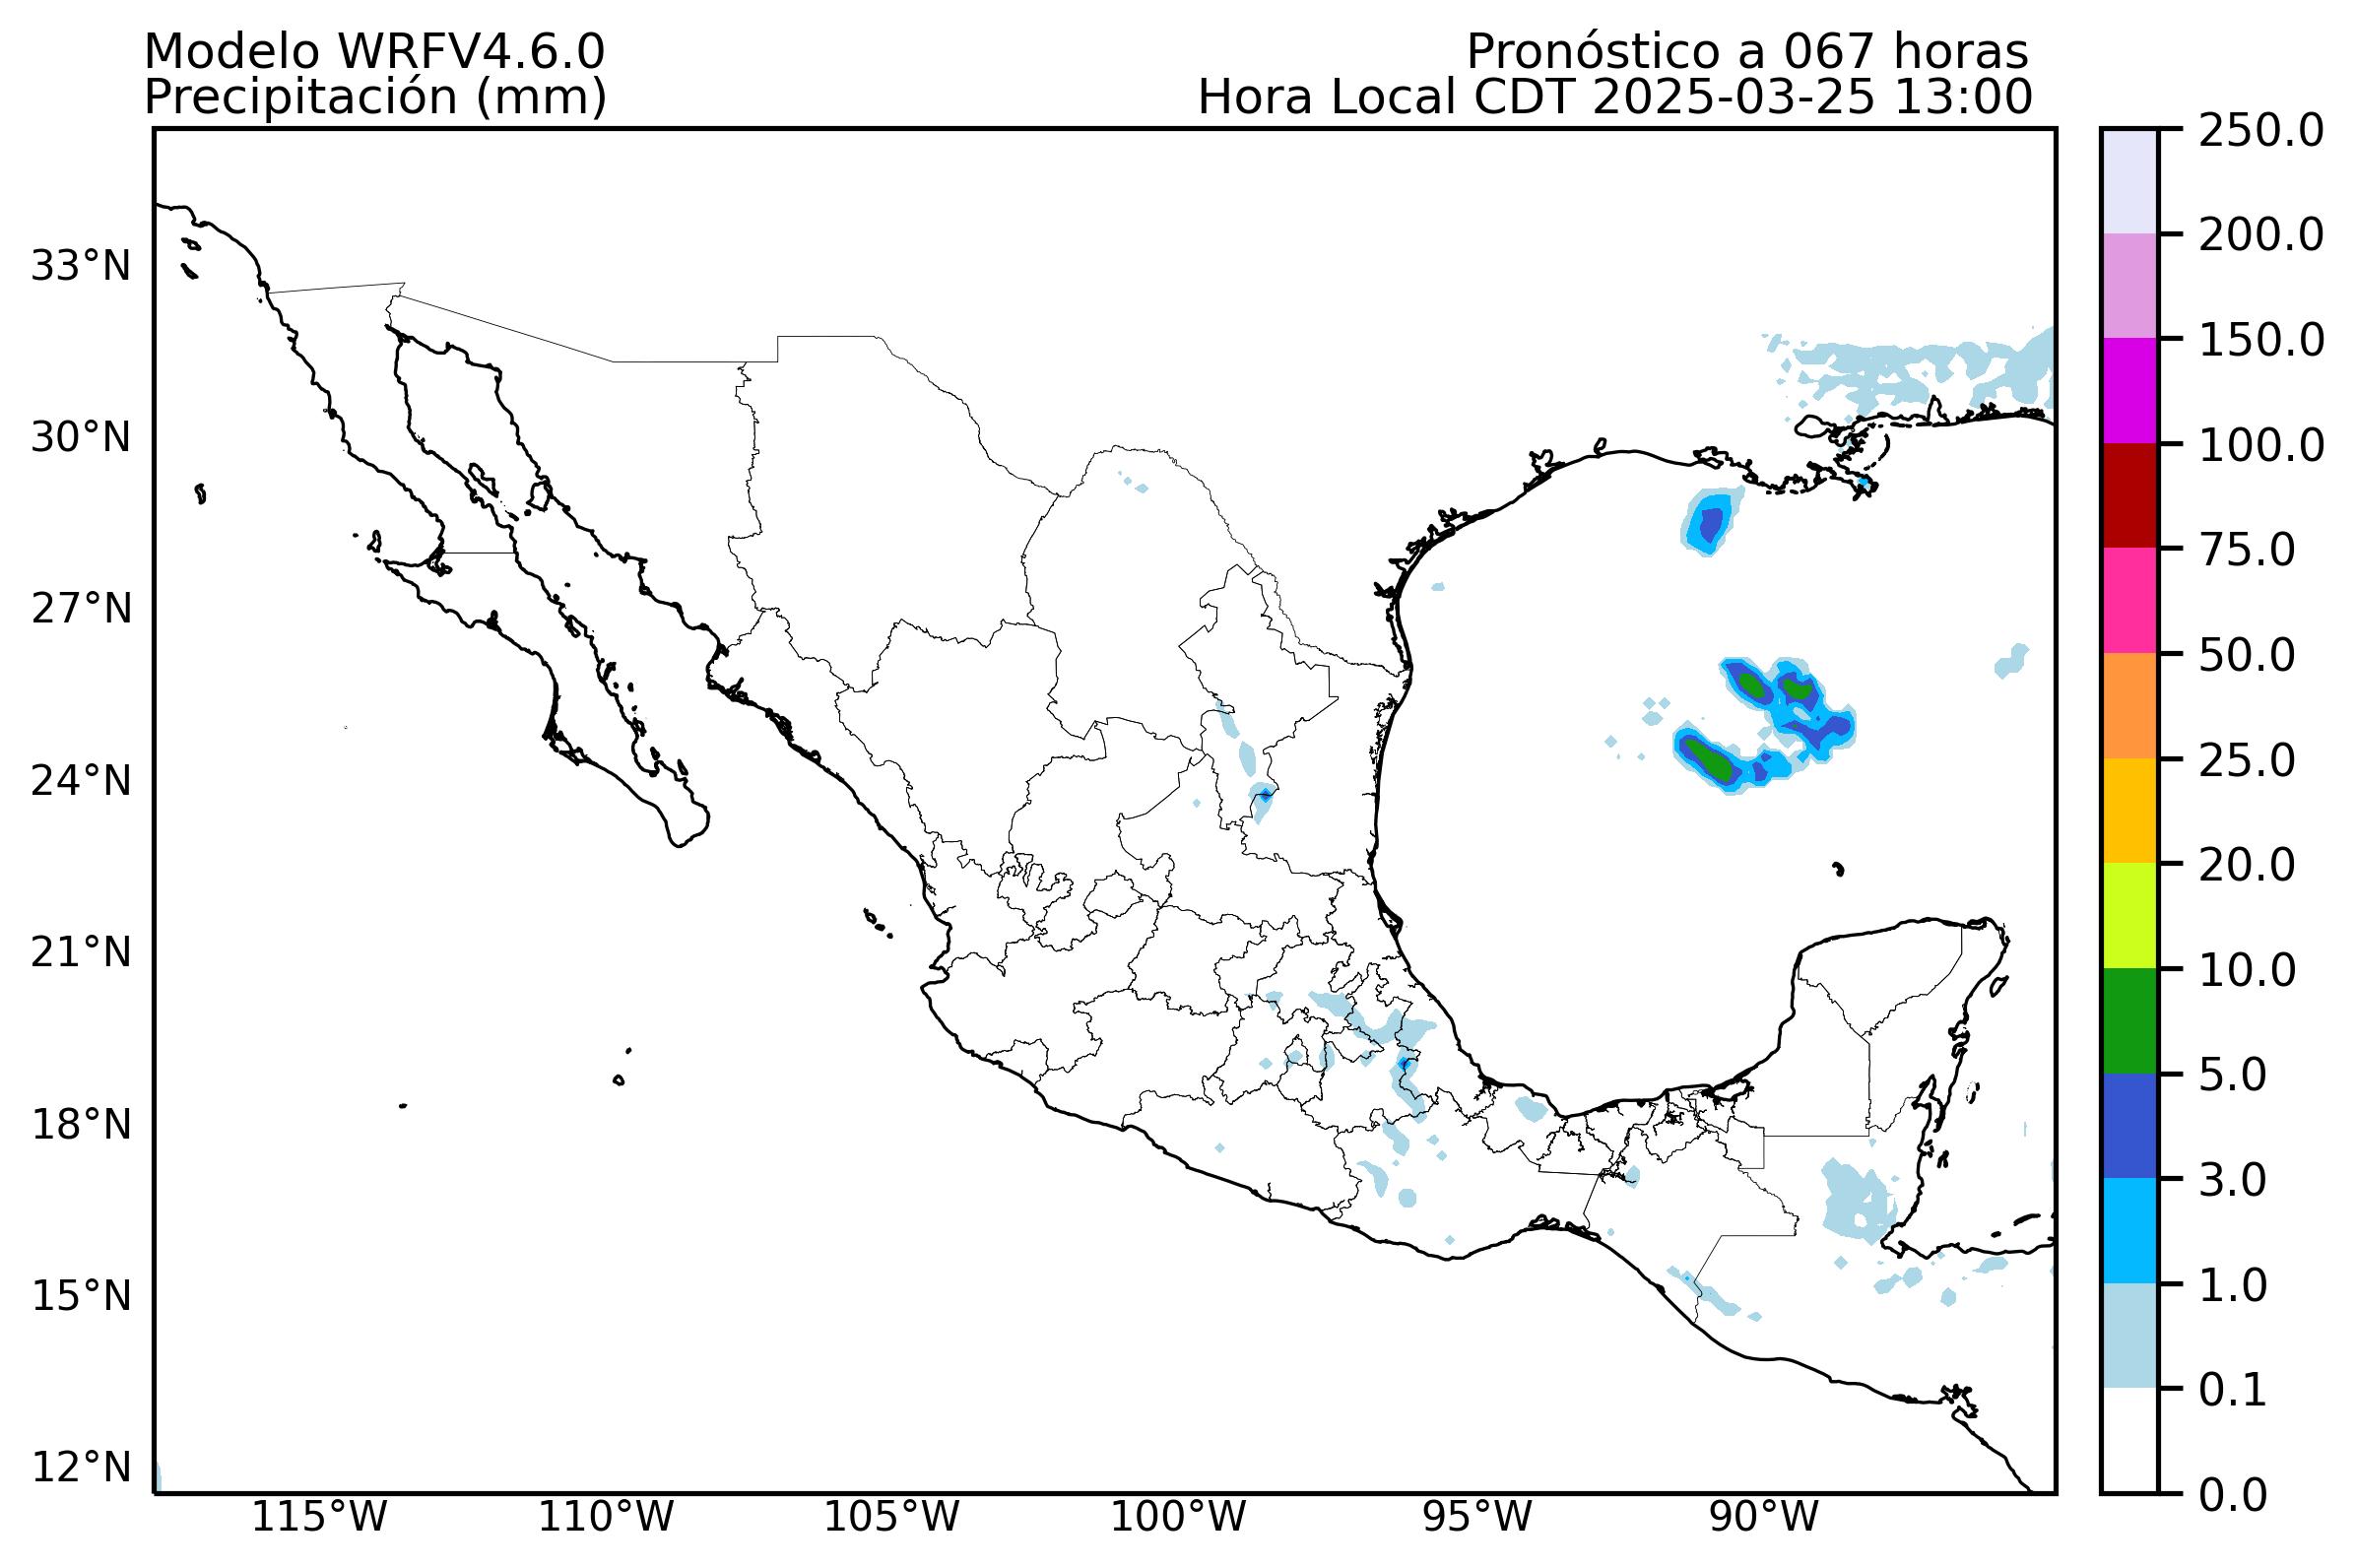 Modelo WRFV4.6.0
Precipitación (mm)
Pronóstico a 067 horas
Hora Local CDT 2025-03-25 13:00
33°N
30°N
27°N
24°N
21°N
18°N
15°N
12°N
115°W
110°W
105°W
100°W
95°W
90°W
250.0
200.0
150.0
100.0
75.0
50.0
25.0
20.0
10.0
5.0
3.0
1.0
0.1
0.0